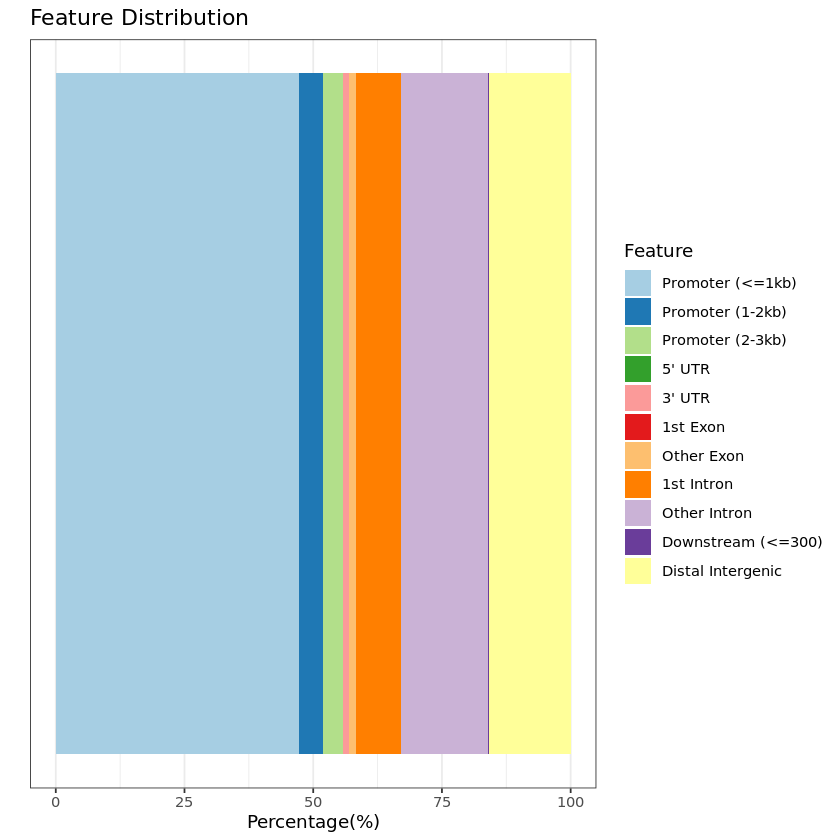 Feature Distribution
Feature
Promoter (<=1kb)
Promoter (1-2kb)
Promoter (2-3kb)
5' UTR
3' UTR
1st Exon
Other Exon
1st Intron
Other Intron
Downstream (<=300)
Distal Intergenic
0 25 50 75 100
Percentage(%)